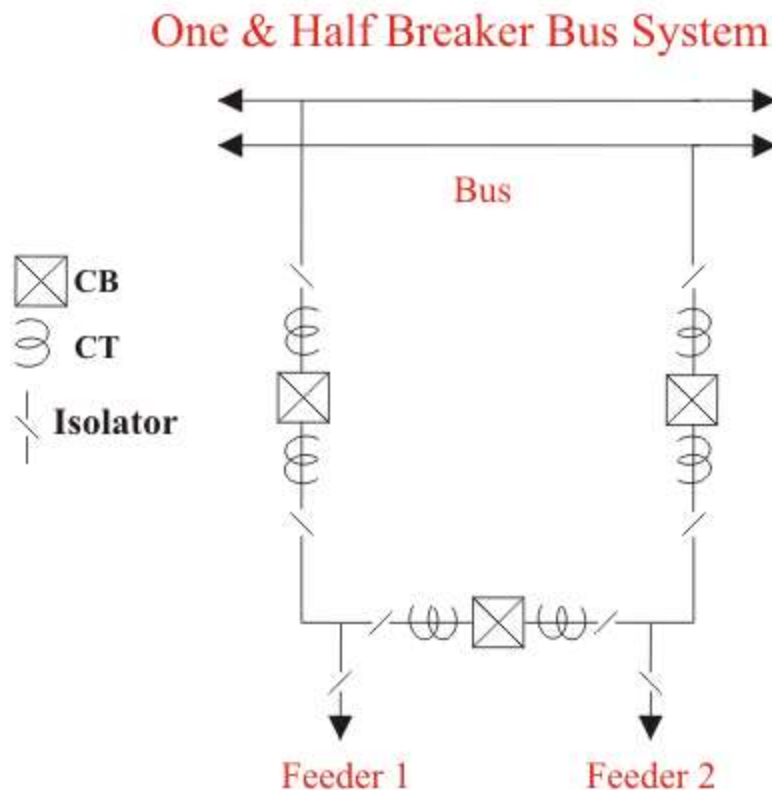 One & Half Breaker Bus System
Bus
CB
CT
Isolator
Feeder 1
Feeder 2